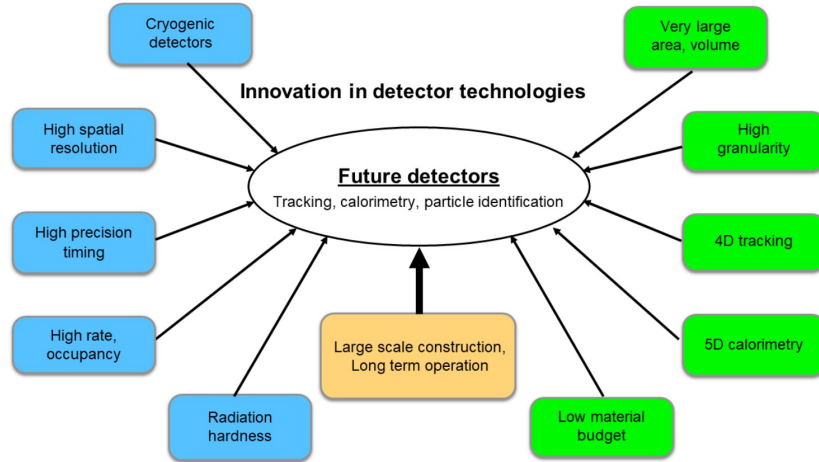 Cryogenic
detectors
Very large
area, volume
Innovation in detector technologies
High spatial
resolution
High
granularity
Future detectors
Tracking, calorimetry, particle identification
High precision
timing
4D tracking
High rate,
occupancy
Large scale construction,
Long term operation
5D calorimetry
Radiation
hardness
Low material
budget